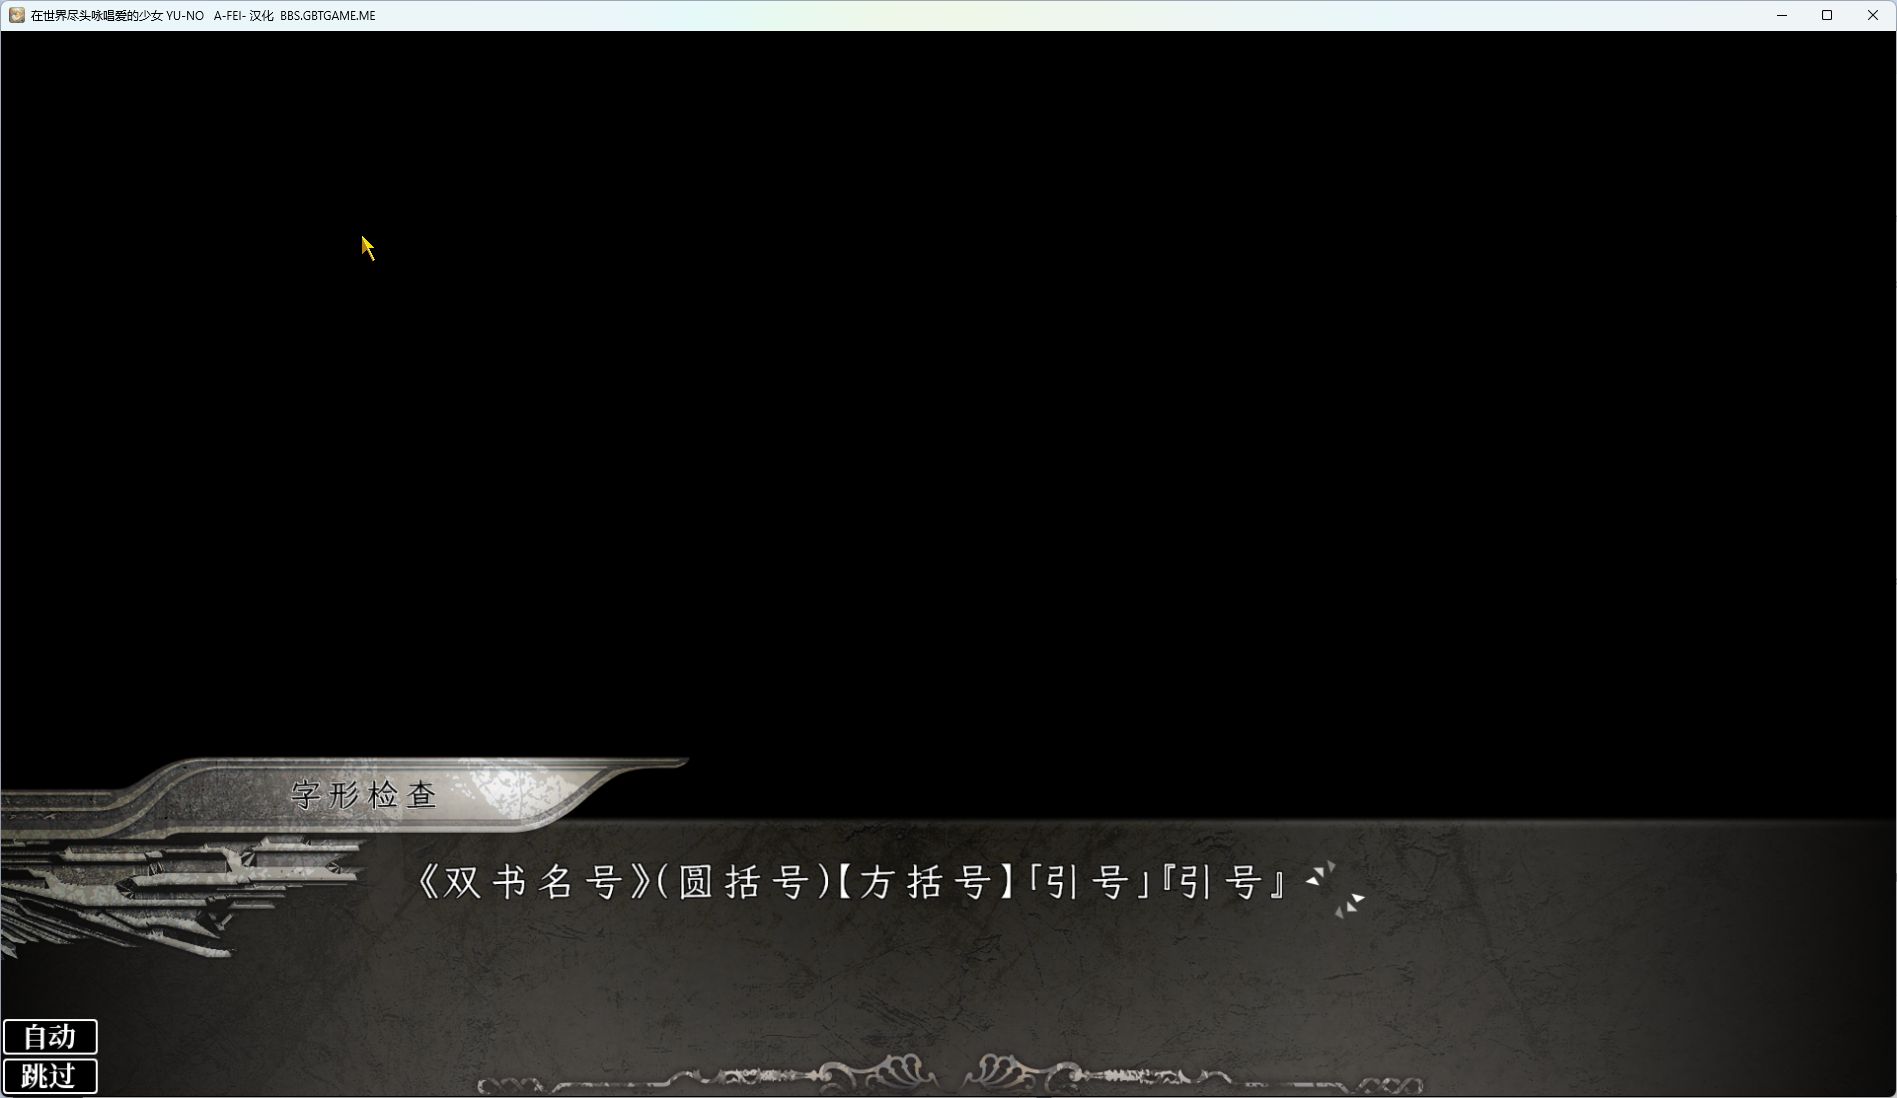 在世界尽头咏唱爱的少女 YU-NO A-FEI- 汉化 BBS.GBTGAME.ME
字形检查
《双书名号》(圆括号)【方括号】「引号」『引号』
自动
跳过